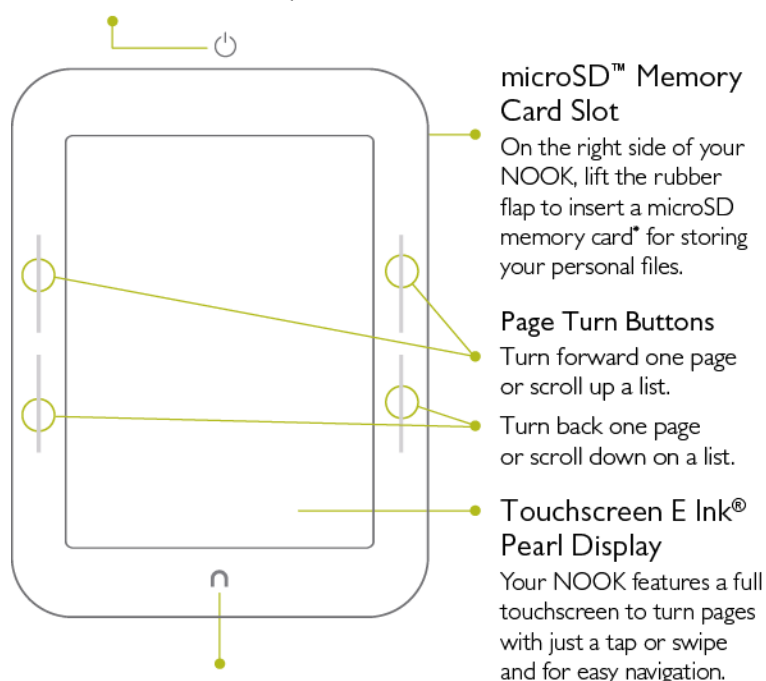 microSD™ Memory
Card Slot
On the right side of your
NOOK, lift the rubber
flap to insert a microSD
memory card* for storing
your personal files.
Page Turn Buttons
Turn forward one page
or scroll up a list.
Turn back one page
or scroll down on a list.
Touchscreen E Ink®
Pearl Display
Your NOOK features a full
touchscreen to turn pages
with just a tap or swipe
and for easy navigation.